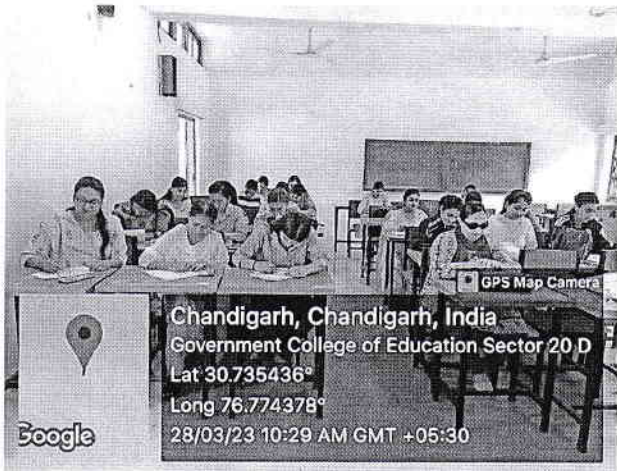 GPS Map Camera
Chandigarh, Chandigarh, India
Government College of Education Sector 20 D
Lat 30.735436°
Long 76.774378°
28/03/23 10:29 AM GMT +05:30
Google